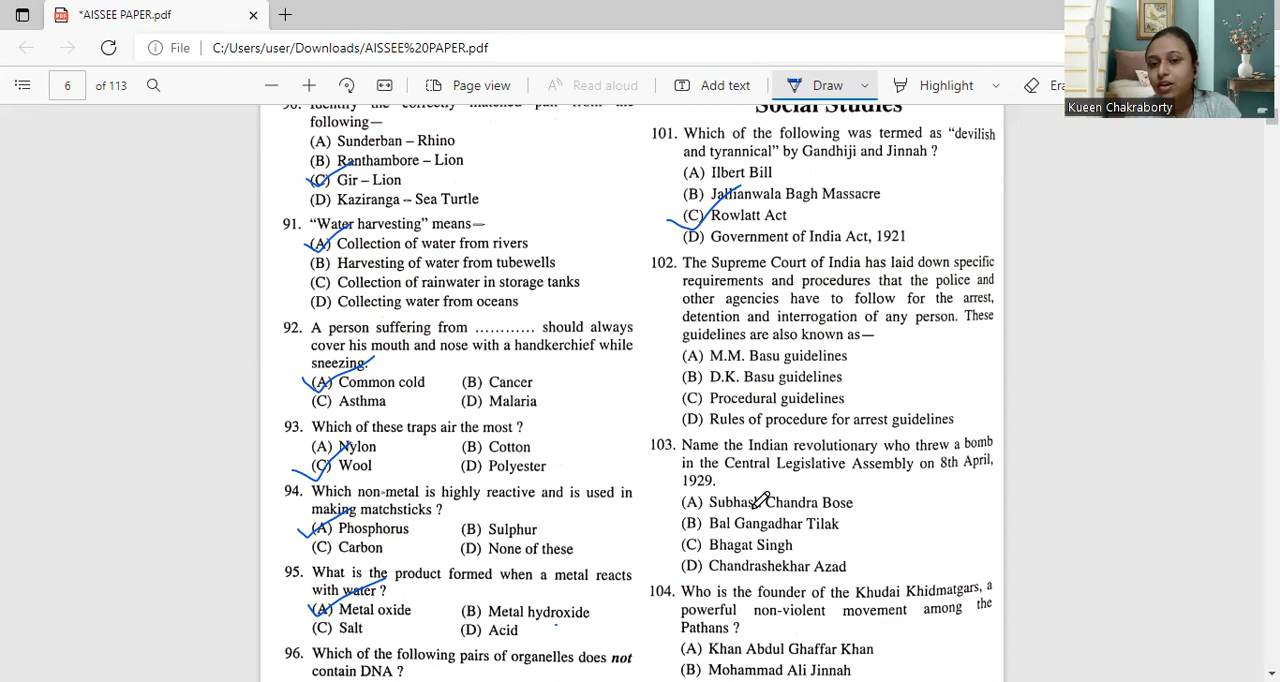 *AISSEE PAPER.pdf
File
C:/Users/user/Downloads/AISSEE%20PAPER.pdf
6 of 113
Page view
Read aloud
Add text
Draw
Highlight
Kueen Chakraborty
90. Identify the correctly matched pair from the
following—
(A) Sunderban – Rhino
(B) Ranthambore – Lion
(C) Gir – Lion
(D) Kaziranga – Sea Turtle
91. “Water harvesting” means—
(A) Collection of water from rivers
(B) Harvesting of water from tubewells
(C) Collection of rainwater in storage tanks
(D) Collecting water from oceans
92. A person suffering from ............ should always
cover his mouth and nose with a handkerchief while
sneezing.
(A) Common cold (B) Cancer
(C) Asthma (D) Malaria
93. Which of these traps air the most ?
(A) Nylon (B) Cotton
(C) Wool (D) Polyester
94. Which non-metal is highly reactive and is used in
making matchsticks ?
(A) Phosphorus (B) Sulphur
(C) Carbon (D) None of these
95. What is the product formed when a metal reacts
with water ?
(A) Metal oxide (B) Metal hydroxide
(C) Salt (D) Acid
96. Which of the following pairs of organelles does not
contain DNA ?
Social Studies
101. Which of the following was termed as “devilish
and tyrannical” by Gandhiji and Jinnah ?
(A) Ilbert Bill
(B) Jallianwala Bagh Massacre
(C) Rowlatt Act
(D) Government of India Act, 1921
102. The Supreme Court of India has laid down specific
requirements and procedures that the police and
other agencies have to follow for the arrest,
detention and interrogation of any person. These
guidelines are also known as—
(A) M.M. Basu guidelines
(B) D.K. Basu guidelines
(C) Procedural guidelines
(D) Rules of procedure for arrest guidelines
103. Name the Indian revolutionary who threw a bomb
in the Central Legislative Assembly on 8th April,
1929.
(A) Subhash Chandra Bose
(B) Bal Gangadhar Tilak
(C) Bhagat Singh
(D) Chandrashekhar Azad
104. Who is the founder of the Khudai Khidmatgars, a
powerful non-violent movement among the
Pathans ?
(A) Khan Abdul Ghaffar Khan
(B) Mohammad Ali Jinnah